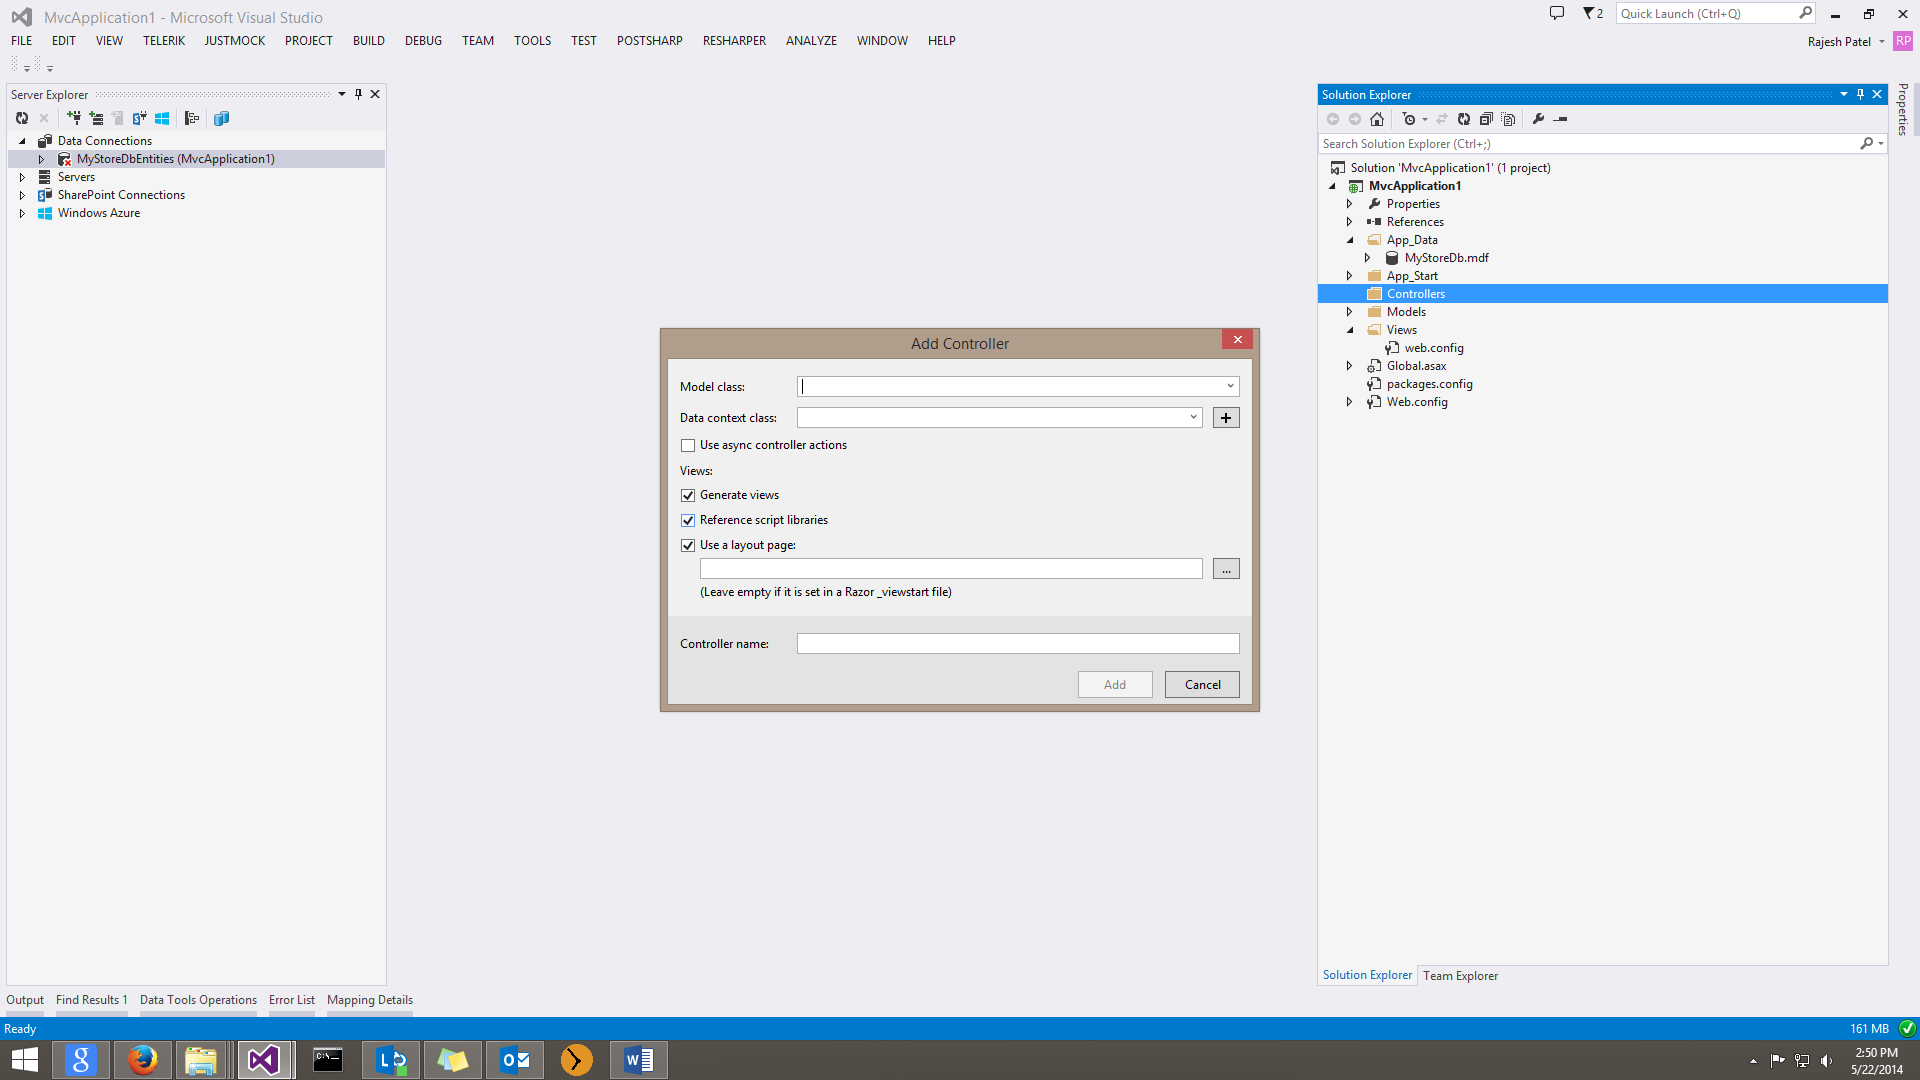 MvcApplication1 - Microsoft Visual Studio
2
Quick Launch (Ctrl+Q)
FILE EDIT VIEW TELERIK JUSTMOCK PROJECT BUILD DEBUG TEAM TOOLS TEST POSTSHARP RESHARPER ANALYZE WINDOW HELP
Rajesh Patel RP
Server Explorer
Data Connections
MyStoreDbEntities (MvcApplication1)
Servers
SharePoint Connections
Windows Azure
Add Controller
Model class:
Data context class:
Use async controller actions
Views:
Generate views
Reference script libraries
Use a layout page:
...
(Leave empty if it is set in a Razor _viewstart file)
Controller name:
Add Cancel
Solution Explorer
Search Solution Explorer (Ctrl+;)
Solution 'MvcApplication1' (1 project)
MvcApplication1
Properties
References
App_Data
MyStoreDb.mdf
App_Start
Controllers
Models
Views
web.config
Global.asax
packages.config
Web.config
Solution Explorer Team Explorer
Properties
Output Find Results 1 Data Tools Operations Error List Mapping Details
Ready
161 MB
2:50 PM
5/22/2014